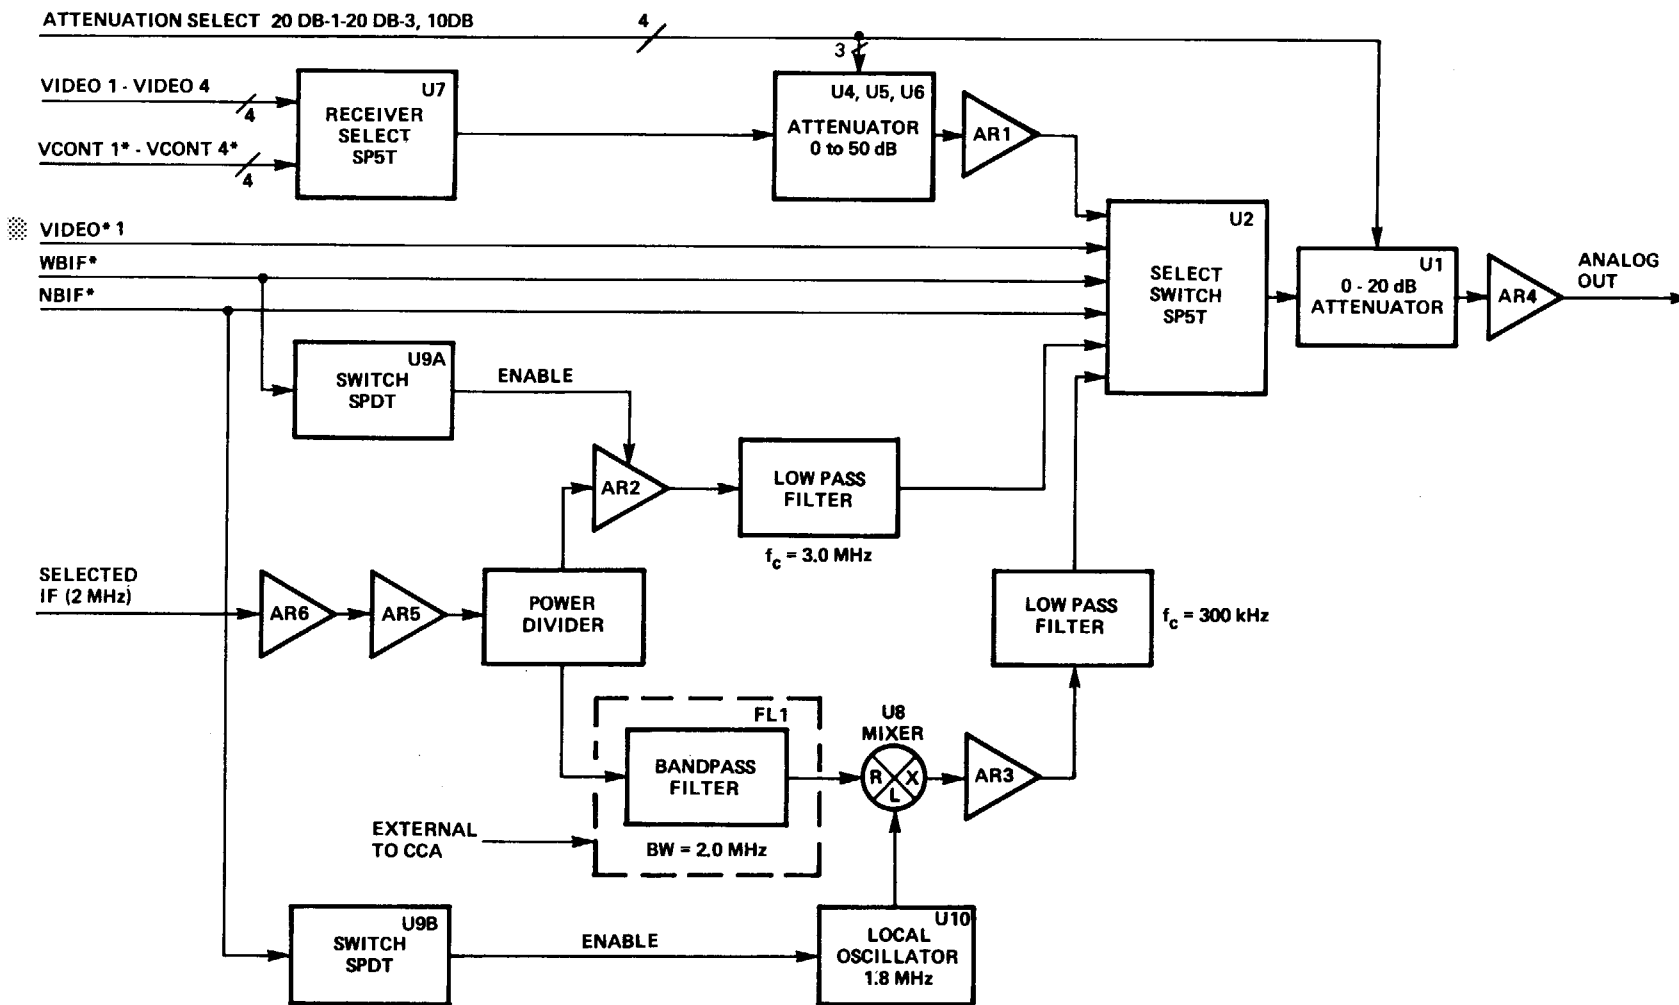 ATTENUATION SELECT 20 DB-1-20 DB-3, 10DB
4
3
VIDEO 1 - VIDEO 4
4
VCONT 1* - VCONT 4*
4
U7
RECEIVER
SELECT
SP5T
U4, U5, U6
ATTENUATOR
0 to 50 dB
AR1
VIDEO* 1
WBIF*
NBIF*
U2
SELECT
SWITCH
SP5T
U1
0 - 20 dB
ATTENUATOR
AR4
ANALOG
OUT
U9A
SWITCH
SPDT
ENABLE
AR2
LOW PASS
FILTER
fc = 3.0 MHz
SELECTED
IF (2 MHz)
AR6
AR5
POWER
DIVIDER
LOW PASS
FILTER
fc = 300 kHz
FL1
BANDPASS
FILTER
BW = 2.0 MHz
EXTERNAL
TO CCA
U8
MIXER
R
X
L
AR3
U9B
SWITCH
SPDT
ENABLE
U10
LOCAL
OSCILLATOR
1.8 MHz